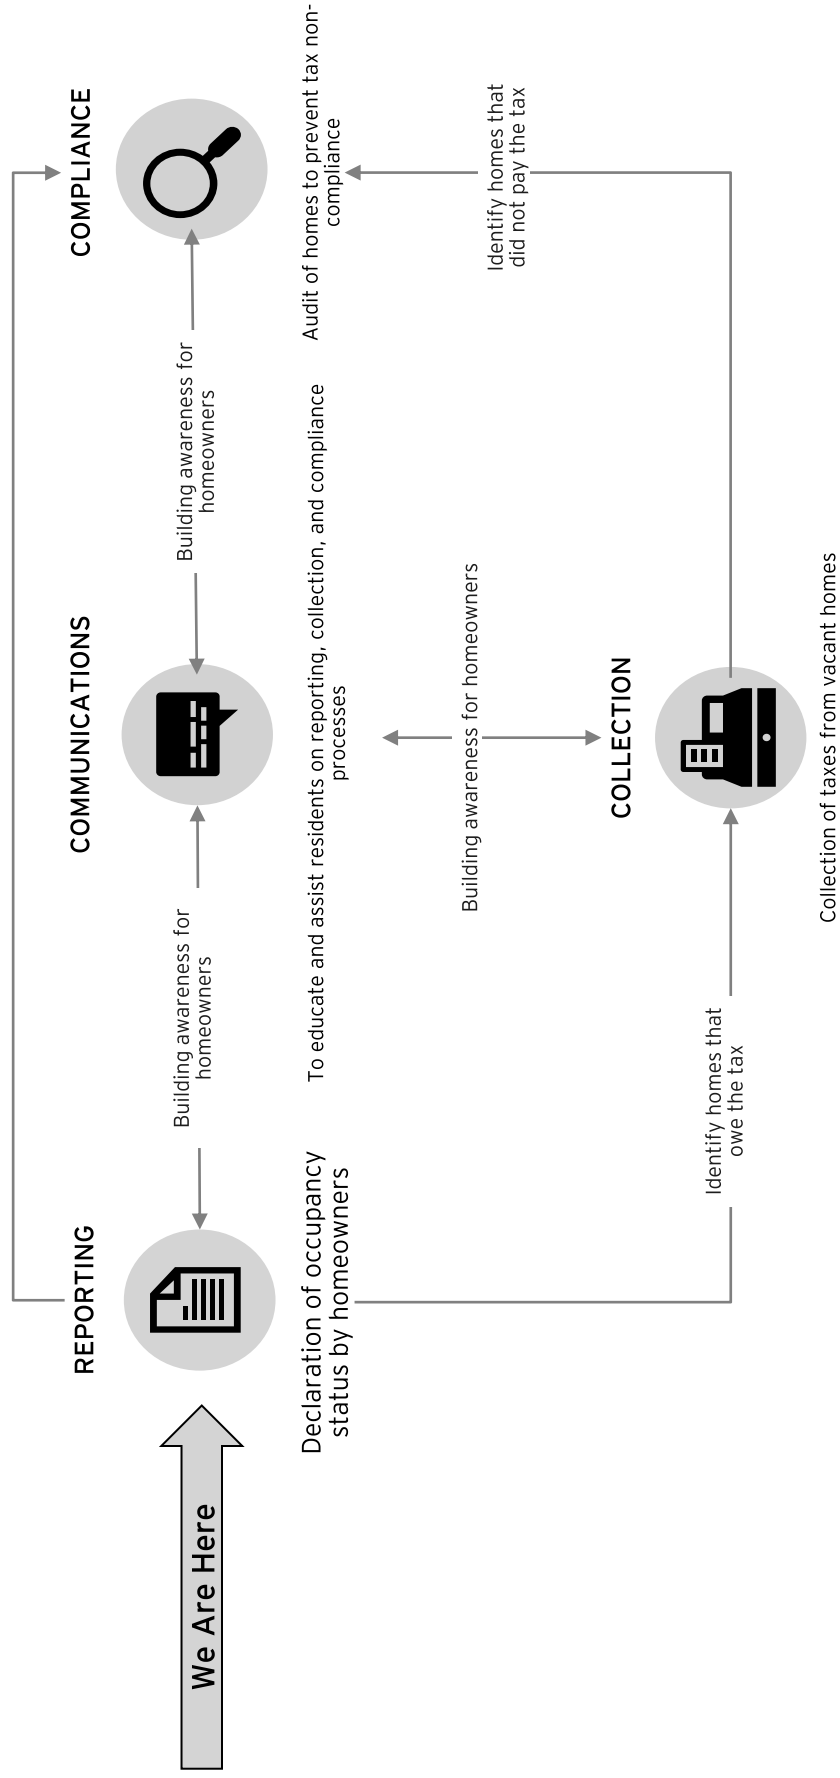 We Are Here
REPORTING
Declaration of occupancy
status by homeowners
Building awareness for
homeowners
COMMUNICATIONS
To educate and assist residents on reporting, collection, and compliance
processes
Building awareness for
homeowners
COMPLIANCE
Audit of homes to prevent tax non-
compliance
Building awareness for homeowners
Identify homes that
did not pay the tax
COLLECTION
Identify homes that
owe the tax
Collection of taxes from vacant homes